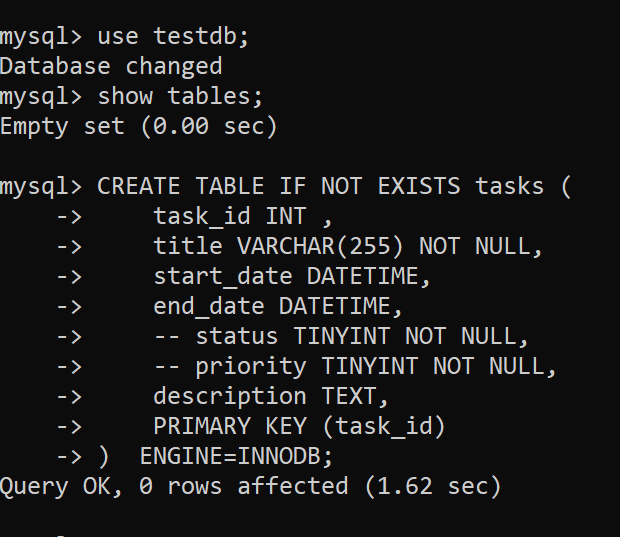 mysql> use testdb;
Database changed
mysql> show tables;
Empty set (0.00 sec)

mysql> CREATE TABLE IF NOT EXISTS tasks (
    ->     task_id INT ,
    ->     title VARCHAR(255) NOT NULL,
    ->     start_date DATETIME,
    ->     end_date DATETIME,
    ->     -- status TINYINT NOT NULL,
    ->     -- priority TINYINT NOT NULL,
    ->     description TEXT,
    ->     PRIMARY KEY (task_id)
    -> )  ENGINE=INNODB;
Query OK, 0 rows affected (1.62 sec)